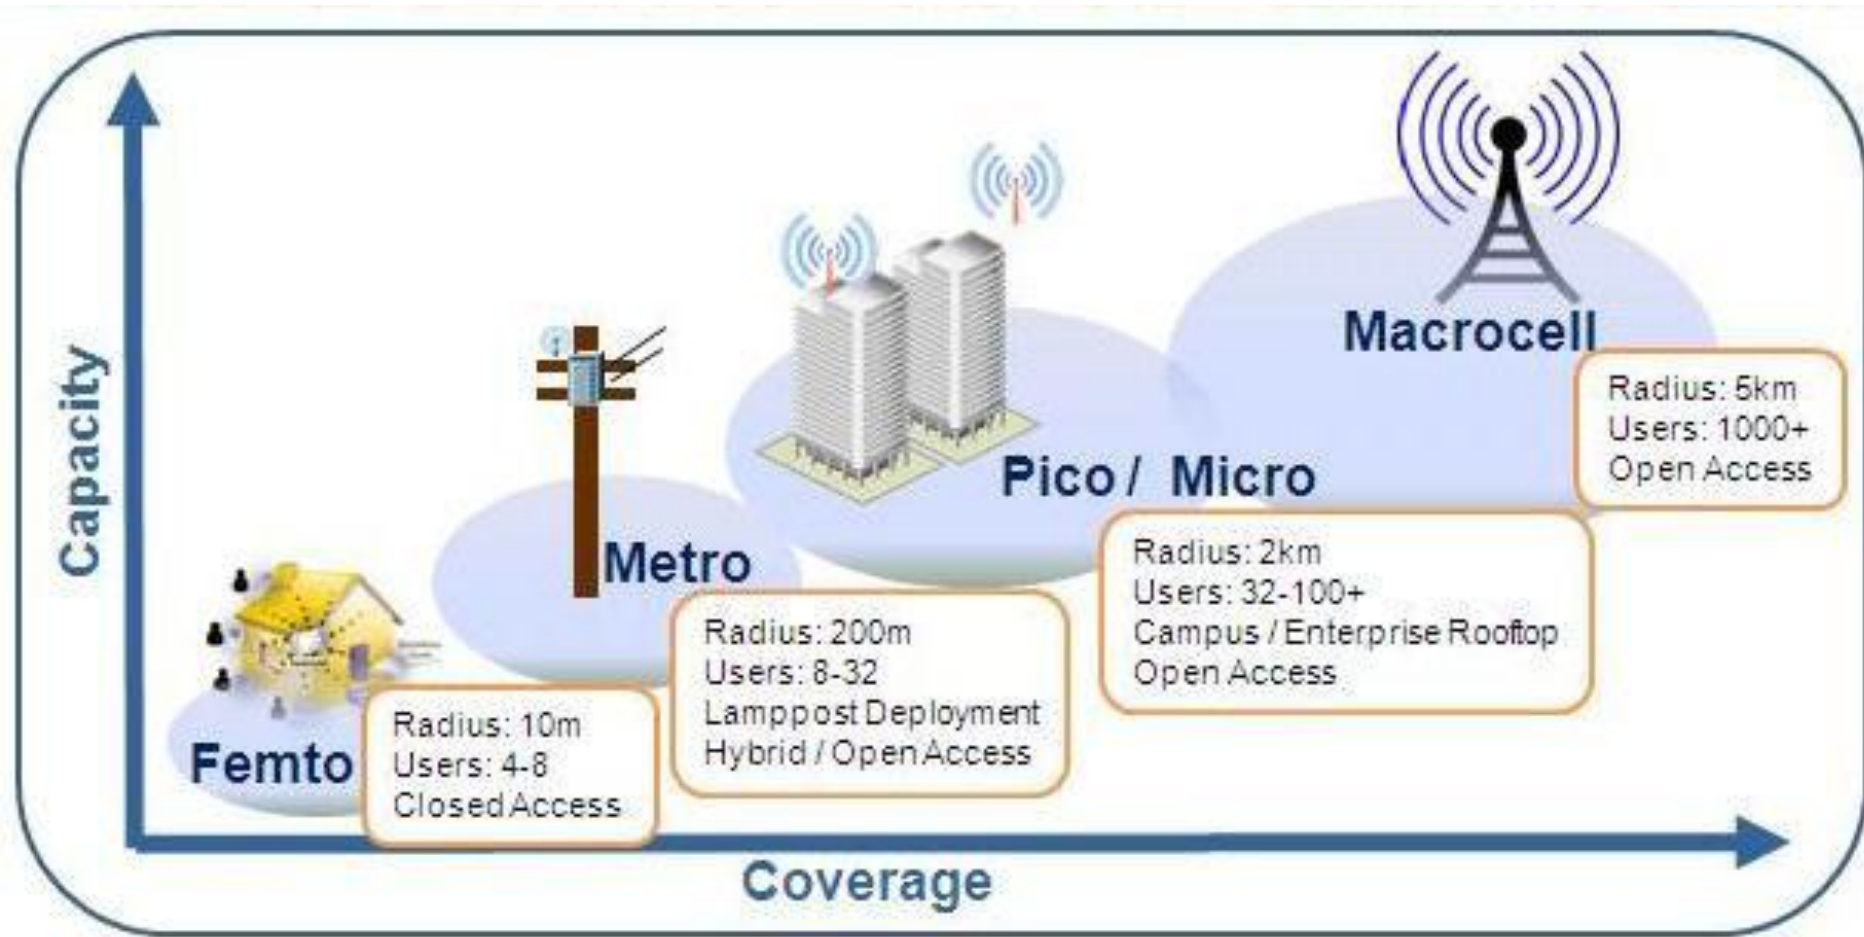 Capacity
Macrocell
Radius: 5km
Users: 1000+
Open Access
Pico / Micro
Radius: 2km
Users: 32-100+
Campus / Enterprise Rooftop
Open Access
Metro
Radius: 200m
Users: 8-32
Lamppost Deployment
Hybrid / Open Access
Femto
Radius: 10m
Users: 4-8
Closed Access
Coverage